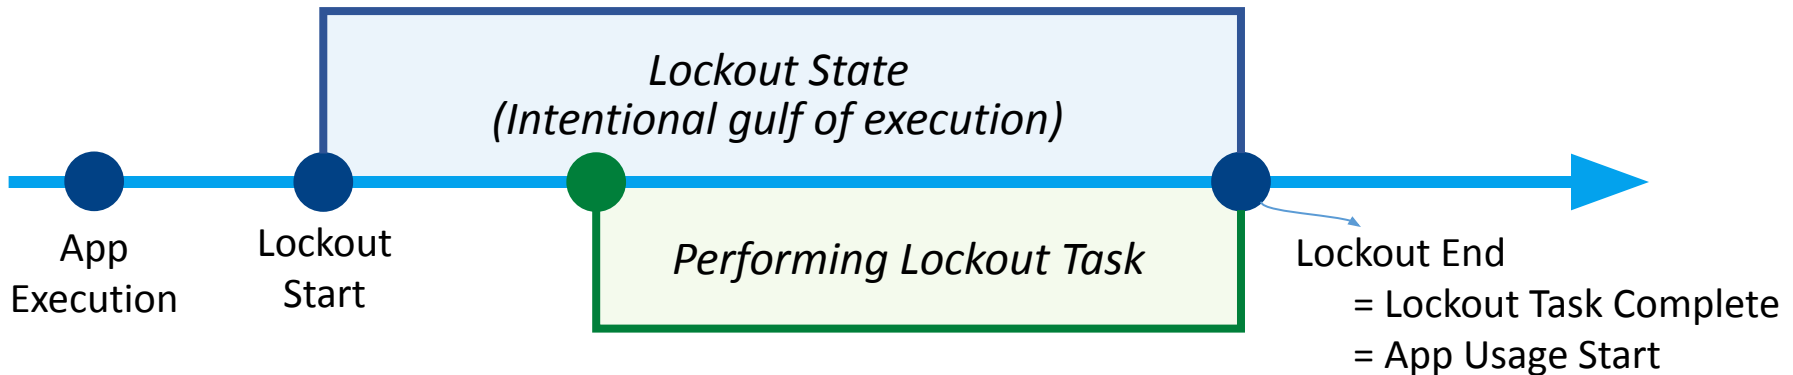 Lockout State
(Intentional gulf of execution)
App
Execution
Lockout
Start
Performing Lockout Task
Lockout End
= Lockout Task Complete
= App Usage Start